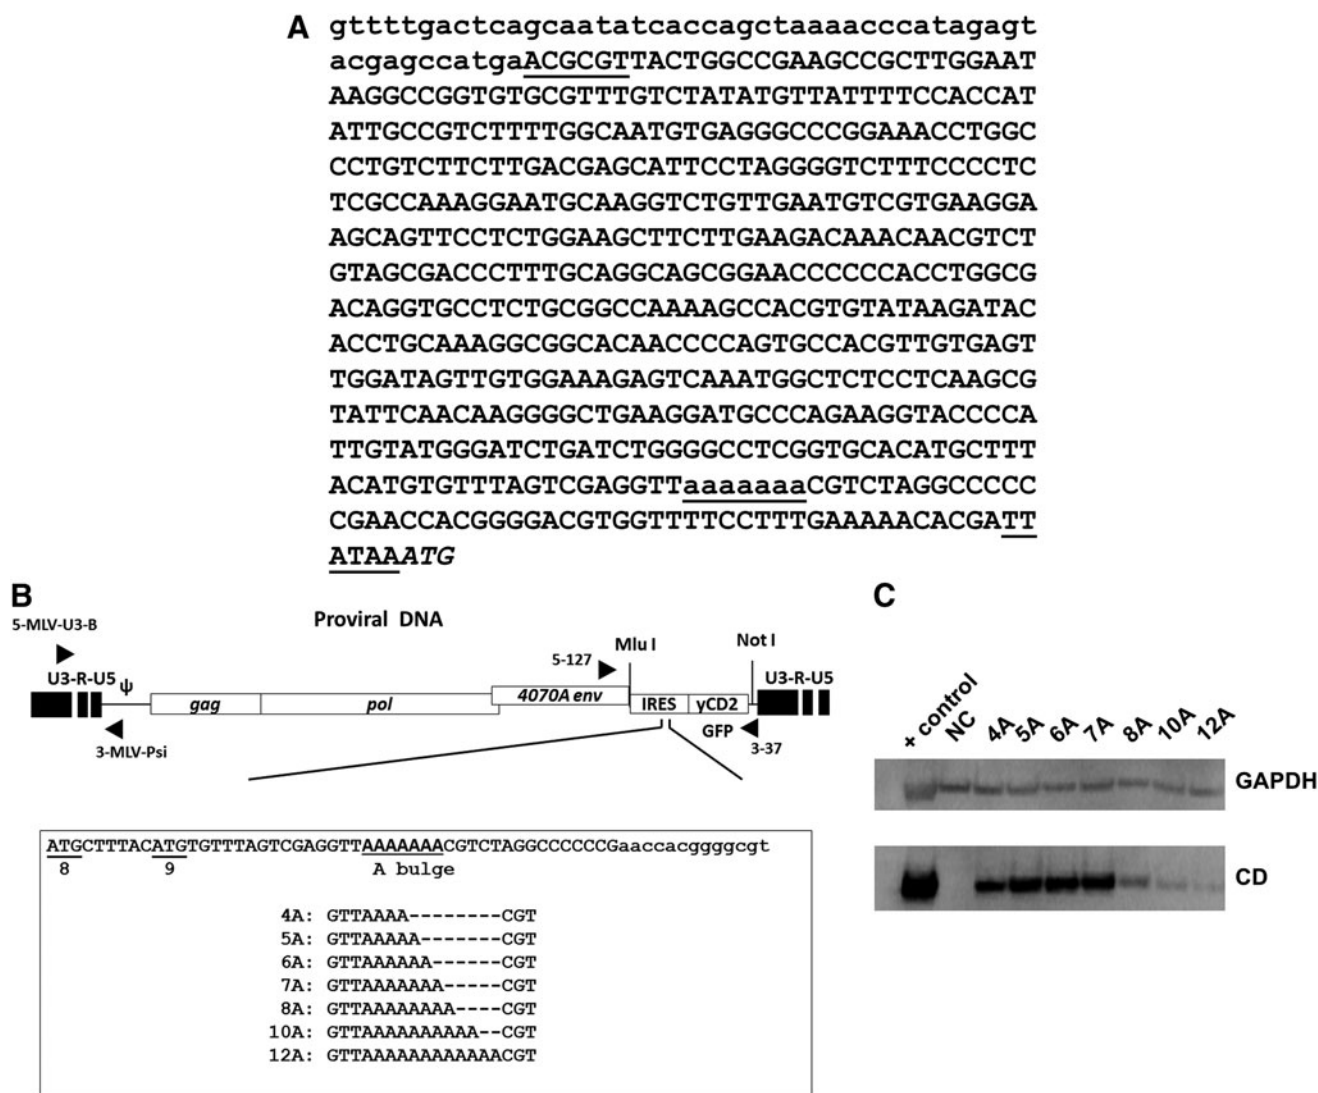 A
gttttgactcagcaatatcaccagctaaaacccatagagt
acgagccatgaACGCGTTACTGGCCGAAGCCGCTTGGAAT
AAGGCCGGTGTGCGTTTGTCTATATGTTATTTTCCACCAT
ATTGCCGTCTTTTGGCAATGTGAGGGCCCGGAAACCTGGC
CCTGTCTTCTTGACGAGCATTCCTAGGGGTCTTTCCCCTC
TCGCCAAAGGAATGCAAGGTCTGTTGAATGTCGTGAAGGA
AGCAGTTCCTCTGGAAGCTTCTTGAAGACAAACAACGTCT
GTAGCGACCCTTTGCAGGCAGCGGAACCCCCCACCTGGCG
ACAGGTGCCTCTGCGGCCAAAAGCCACGTGTATAAGATAC
ACCTGCAAAGGCGGCACAACCCCAGTGCCACGTTGTGAGT
TGGATAGTTGTGGAAAGAGTCAAATGGCTCTCCTCAAGCG
TATTCAACAAGGGGCTGAAGGATGCCCAGAAGGTACCCCA
TTGTATGGGATCTGATCTGGGGCCTCGGTGCACATGCTTT
ACATGTGTTTAGTCGAGGTTaaaaaaaCGTCTAGGCCCCC
CGAACCACGGGGACGTGGTTTTCCTTTGAAAAACACGATT
ATAAATG
B
Proviral DNA
5-MLV-U3-B
U3-R-U5
ψ
gag
pol
4070A env
5-127
Mlu I
Not I
IRES
yCD2
U3-R-U5
3-MLV-Psi
GFP
3-37
ATGCTTTACATGTGTTTAGTCGAGGTTAAAAAAACGTCTAGGCCCCCCGaaccacggggcgt
8 9 A bulge
4A: GTTAAAA--------CGT
5A: GTTAAAAA-------CGT
6A: GTTAAAAAA------CGT
7A: GTTAAAAAAA-----CGT
8A: GTTAAAAAAAA----CGT
10A: GTTAAAAAAAAAA--CGT
12A: GTTAAAAAAAAAAAACGT
C
+ control NC 4A 5A 6A 7A 8A 10A 12A
GAPDH
CD